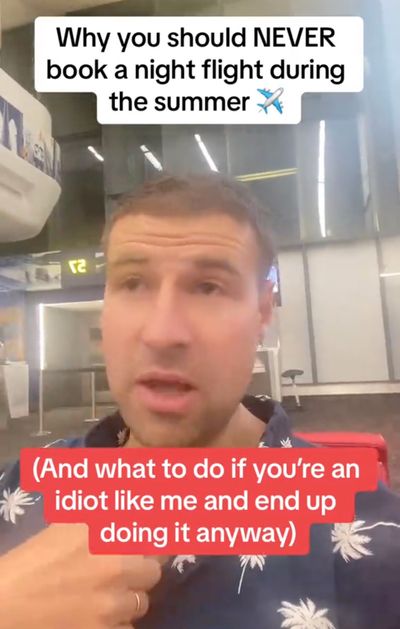 Why you should NEVER
book a night flight during
the summer ✈️
57
(And what to do if you're an
idiot like me and end up
doing it anyway)